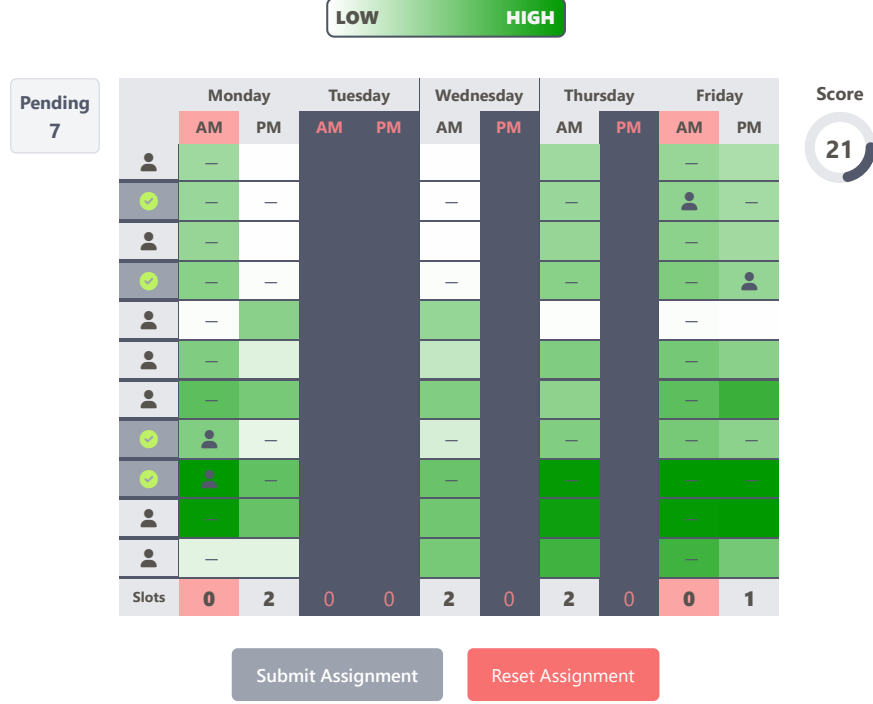 LOW HIGH
Pending
7
Monday Tuesday Wednesday Thursday Friday
AM PM AM PM AM PM AM PM AM PM
Score
21
— —
— — — — —
— —
— — — — —
— —
— —
— —
— — — — —
— — — — —
— —
— —
Slots 0 2 0 0 2 0 2 0 0 1
Submit Assignment Reset Assignment